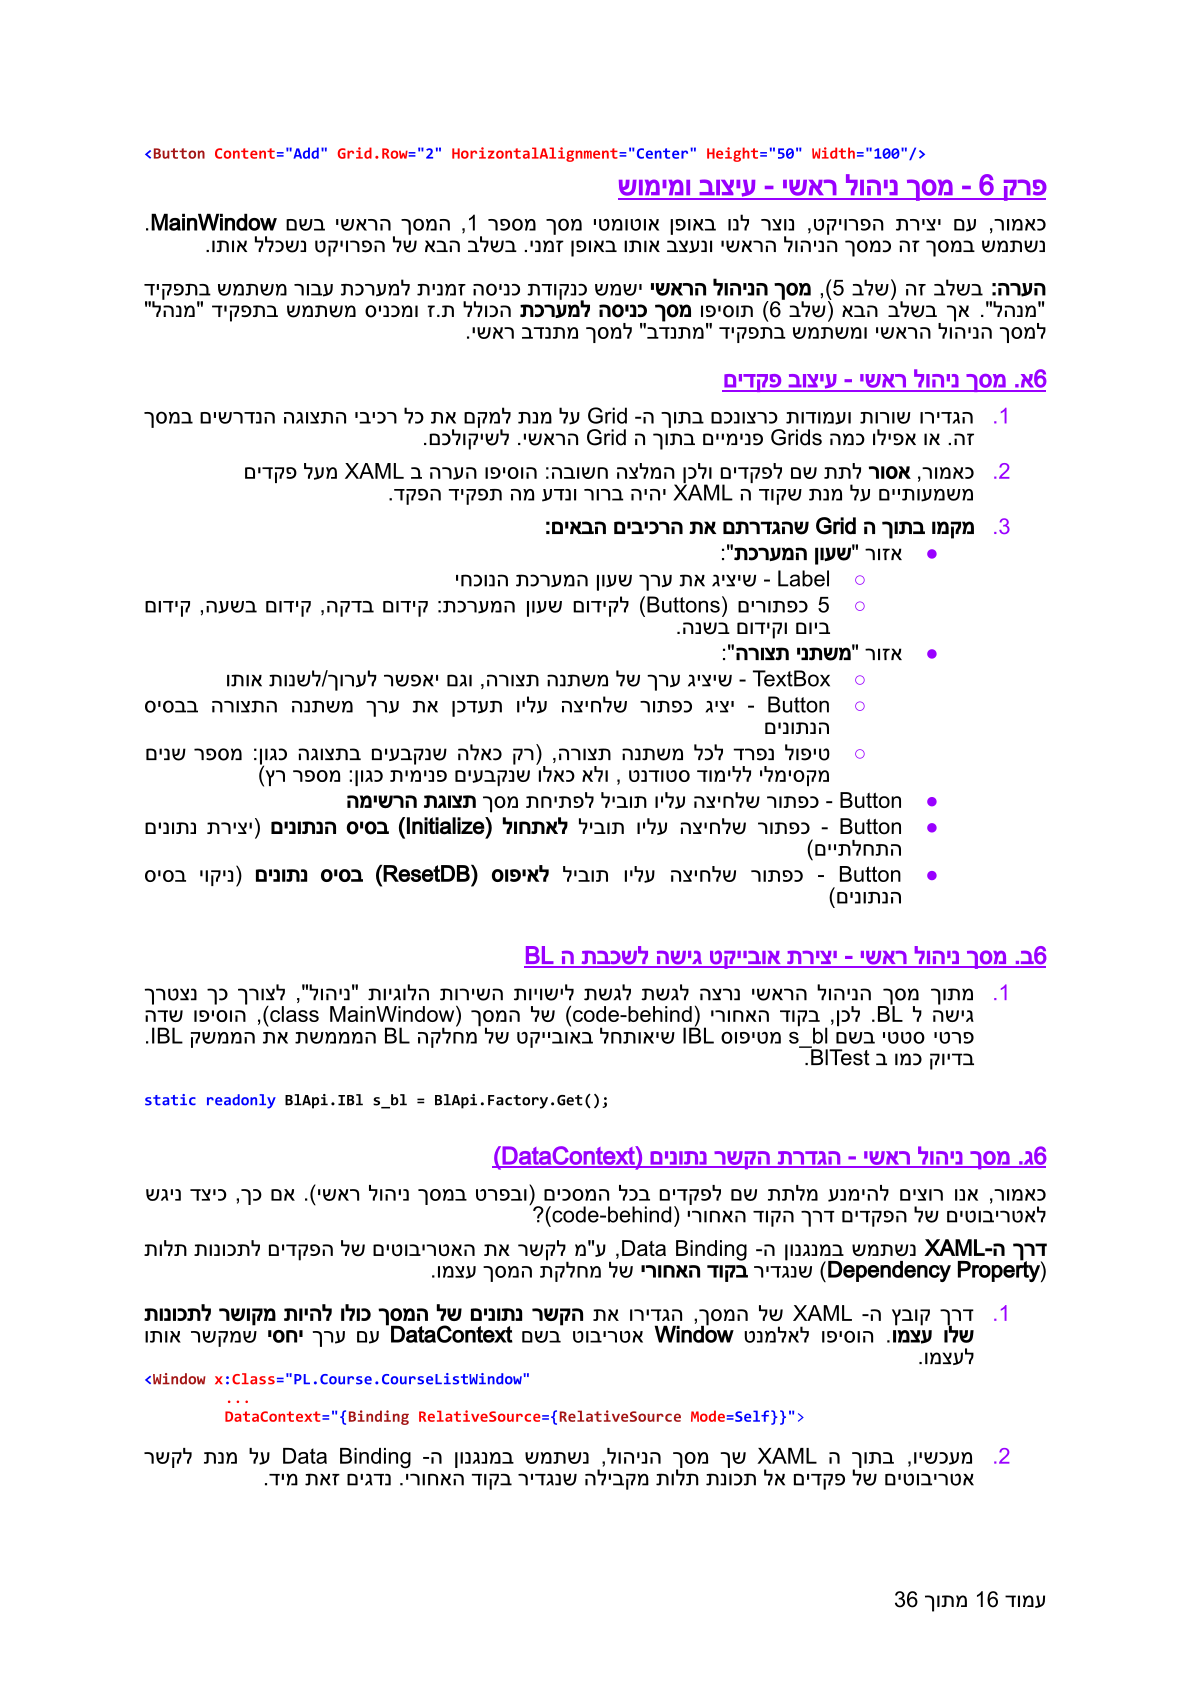 <Button Content="Add" Grid.Row="2" HorizontalAlignment="Center" Height="50" Width="100"/>
פרק 6 - מסך ניהול ראשי - עיצוב ומימוש
כאמור, עם יצירת הפרויקט, נוצר לנו באופן אוטומטי מסך מספר 1, המסך הראשי בשם MainWindow.
נשתמש במסך זה כמסך הניהול הראשי ונעצב אותו באופן זמני. בשלב הבא של הפרויקט נשכלל אותו.
הערה: בשלב זה (שלב 5), מסך הניהול הראשי ישמש כנקודת כניסה זמנית למערכת עבור משתמש בתפקיד
"מנהל". אך בשלב הבא (שלב 6) תוסיפו מסך כניסה למערכת הכולל ת.ז ומכניס משתמש בתפקיד "מנהל"
למסך הניהול הראשי ומשתמש בתפקיד "מתנדב" למסך מתנדב ראשי.
6א. מסך ניהול ראשי - עיצוב פקדים
1. הגדירו שורות ועמודות כרצונכם בתוך ה- Grid על מנת למקם את כל רכיבי התצוגה הנדרשים במסך
זה. או אפילו כמה Grids פנימיים בתוך ה Grid הראשי. לשיקולכם.
2. כאמור, אסור לתת שם לפקדים ולכן המלצה חשובה: הוסיפו הערה ב XAML מעל פקדים
משמעותיים על מנת שקוד ה XAML יהיה ברור ונדע מה תפקיד הפקד.
3. מקמו בתוך ה Grid שהגדרתם את הרכיבים הבאים:
● אזור "שעון המערכת":
○ Label - שיציג את ערך שעון המערכת הנוכחי
○ 5 כפתורים (Buttons) לקידום שעון המערכת: קידום בדקה, קידום בשעה, קידום
ביום וקידום בשנה.
● אזור "משתני תצורה":
○ TextBox - שיציג ערך של משתנה תצורה, וגם יאפשר לערוך/לשנות אותו
○ Button - יציג כפתור שלחיצה עליו תעדכן את ערך משתנה התצורה בבסיס
הנתונים
○ טיפול נפרד לכל משתנה תצורה, (רק כאלה שנקבעים בתצוגה כגון: מספר שנים
מקסימלי ללימוד סטודנט , ולא כאלו שנקבעים פנימית כגון: מספר רץ)
● Button - כפתור שלחיצה עליו תוביל לפתיחת מסך תצוגת הרשימה
● Button - כפתור שלחיצה עליו תוביל לאתחול (Initialize) בסיס הנתונים (יצירת נתונים
התחלתיים)
● Button - כפתור שלחיצה עליו תוביל לאיפוס (ResetDB) בסיס נתונים (ניקוי בסיס
הנתונים)
6ב. מסך ניהול ראשי - יצירת אובייקט גישה לשכבת ה BL
1. מתוך מסך הניהול הראשי נרצה לגשת לגשת לישויות השירות הלוגיות "ניהול", לצורך כך נצטרך
גישה ל BL. לכן, בקוד האחורי (code-behind) של המסך (class MainWindow), הוסיפו שדה
פרטי סטטי בשם s_bl מטיפוס IBL שיאותחל באובייקט של מחלקה BL המממשת את הממשק IBL.
בדיוק כמו ב BlTest.
static readonly BlApi.IBl s_bl = BlApi.Factory.Get();
6ג. מסך ניהול ראשי - הגדרת הקשר נתונים (DataContext)
כאמור, אנו רוצים להימנע מלתת שם לפקדים בכל המסכים (ובפרט במסך ניהול ראשי). אם כך, כיצד ניגש
לאטריבוטים של הפקדים דרך הקוד האחורי (code-behind)?
דרך ה-XAML נשתמש במנגנון ה- Data Binding, ע"מ לקשר את האטריבוטים של הפקדים לתכונות תלות
(Dependency Property) שנגדיר בקוד האחורי של מחלקת המסך עצמו.
1. דרך קובץ ה- XAML של המסך, הגדירו את הקשר נתונים של המסך כולו להיות מקושר לתכונות
שלו עצמו. הוסיפו לאלמנט Window אטריבוט בשם DataContext עם ערך יחסי שמקשר אותו
לעצמו.
<Window x:Class="PL.Course.CourseListWindow"
...
DataContext="{Binding RelativeSource={RelativeSource Mode=Self}}">
2. מעכשיו, בתוך ה XAML שך מסך הניהול, נשתמש במנגנון ה- Data Binding על מנת לקשר
אטריבוטים של פקדים אל תכונת תלות מקבילה שנגדיר בקוד האחורי. נדגים זאת מיד.
עמוד 16 מתוך 36